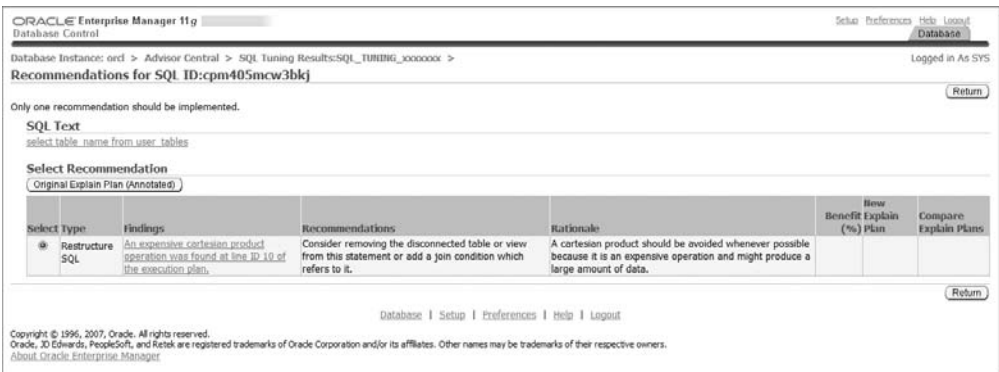 ORACLE Enterprise Manager 11g
Database Control
Setup Preferences Help Logout
Database
Database Instance: orcl > Advisor Central > SQL Tuning Results:SQL_TUNING_xxxxxxx >
Logged in As SYS
Recommendations for SQL ID:cpm405mcw3bkj
Return
Only one recommendation should be implemented.
SQL Text
select table_name from user_tables
Select Recommendation
Original Explain Plan (Annotated)
Select Type Findings Recommendations Rationale Benefit (%) New Explain Plan Compare Explain Plans
Restructure SQL
An expensive cartesian product operation was found at line ID 10 of the execution plan.
Consider removing the disconnected table or view from this statement or add a join condition which refers to it.
A cartesian product should be avoided whenever possible because it is an expensive operation and might produce a large amount of data.
Return
Database | Setup | Preferences | Help | Logout
Copyright © 1996, 2007, Oracle. All rights reserved.
Oracle, JD Edwards, PeopleSoft, and Retek are registered trademarks of Oracle Corporation and/or its affiliates. Other names may be trademarks of their respective owners.
About Oracle Enterprise Manager